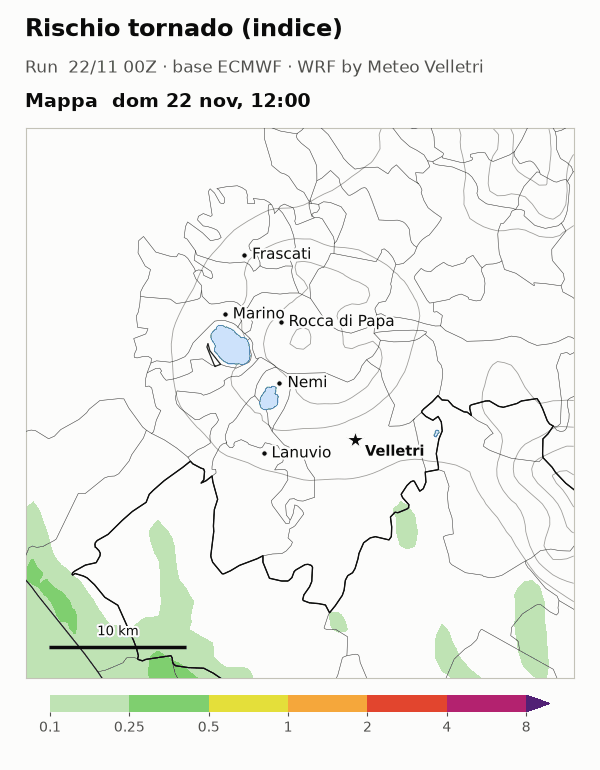 Rischio tornado (indice)
Run  22/11 00Z · base ECMWF · WRF by Meteo Velletri
Mappa  dom 22 nov, 12:00
Frascati
Marino
Rocca di Papa
Nemi
Velletri
Lanuvio
10 km
0.1 0.25 0.5 1 2 4 8